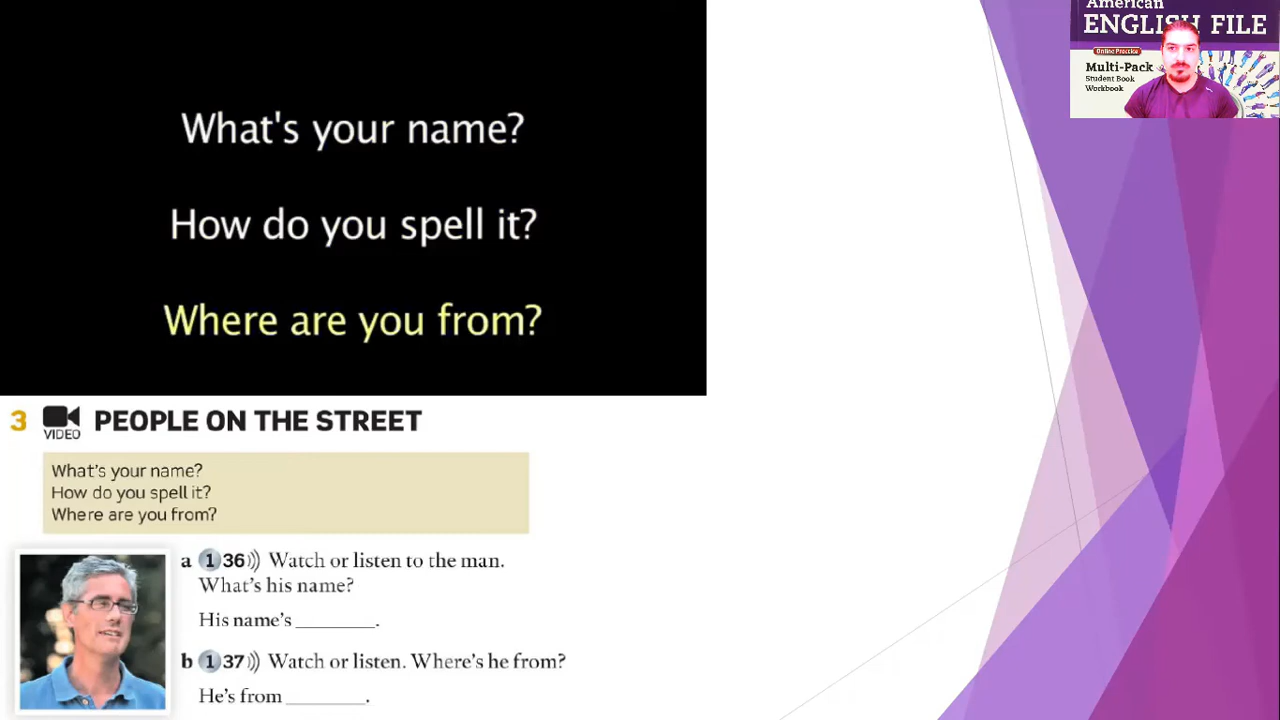 What's your name?
How do you spell it?
Where are you from?
American
ENGLISH FILE
Online Practice
Multi-Pack
Student Book
Workbook
3 VIDEO PEOPLE ON THE STREET
What's your name?
How do you spell it?
Where are you from?
a 1 36 Watch or listen to the man.
What's his name?
His name's ________.
b 1 37 Watch or listen. Where's he from?
He's from ________.